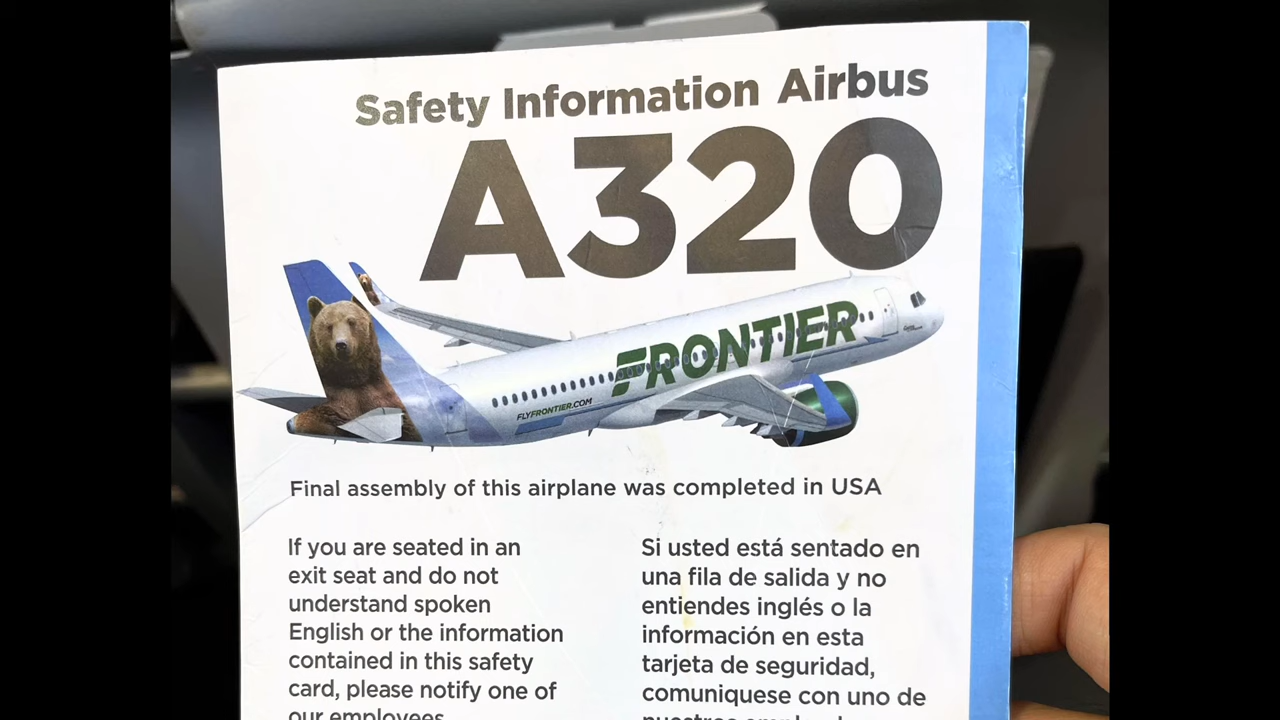 Safety Information Airbus
A320
FRONTIER
FLYFRONTIER.COM
Final assembly of this airplane was completed in USA
If you are seated in an
exit seat and do not
understand spoken
English or the information
contained in this safety
card, please notify one of
our employees
Si usted está sentado en
una fila de salida y no
entiendes inglés o la
información en esta
tarjeta de seguridad,
comuniquese con uno de